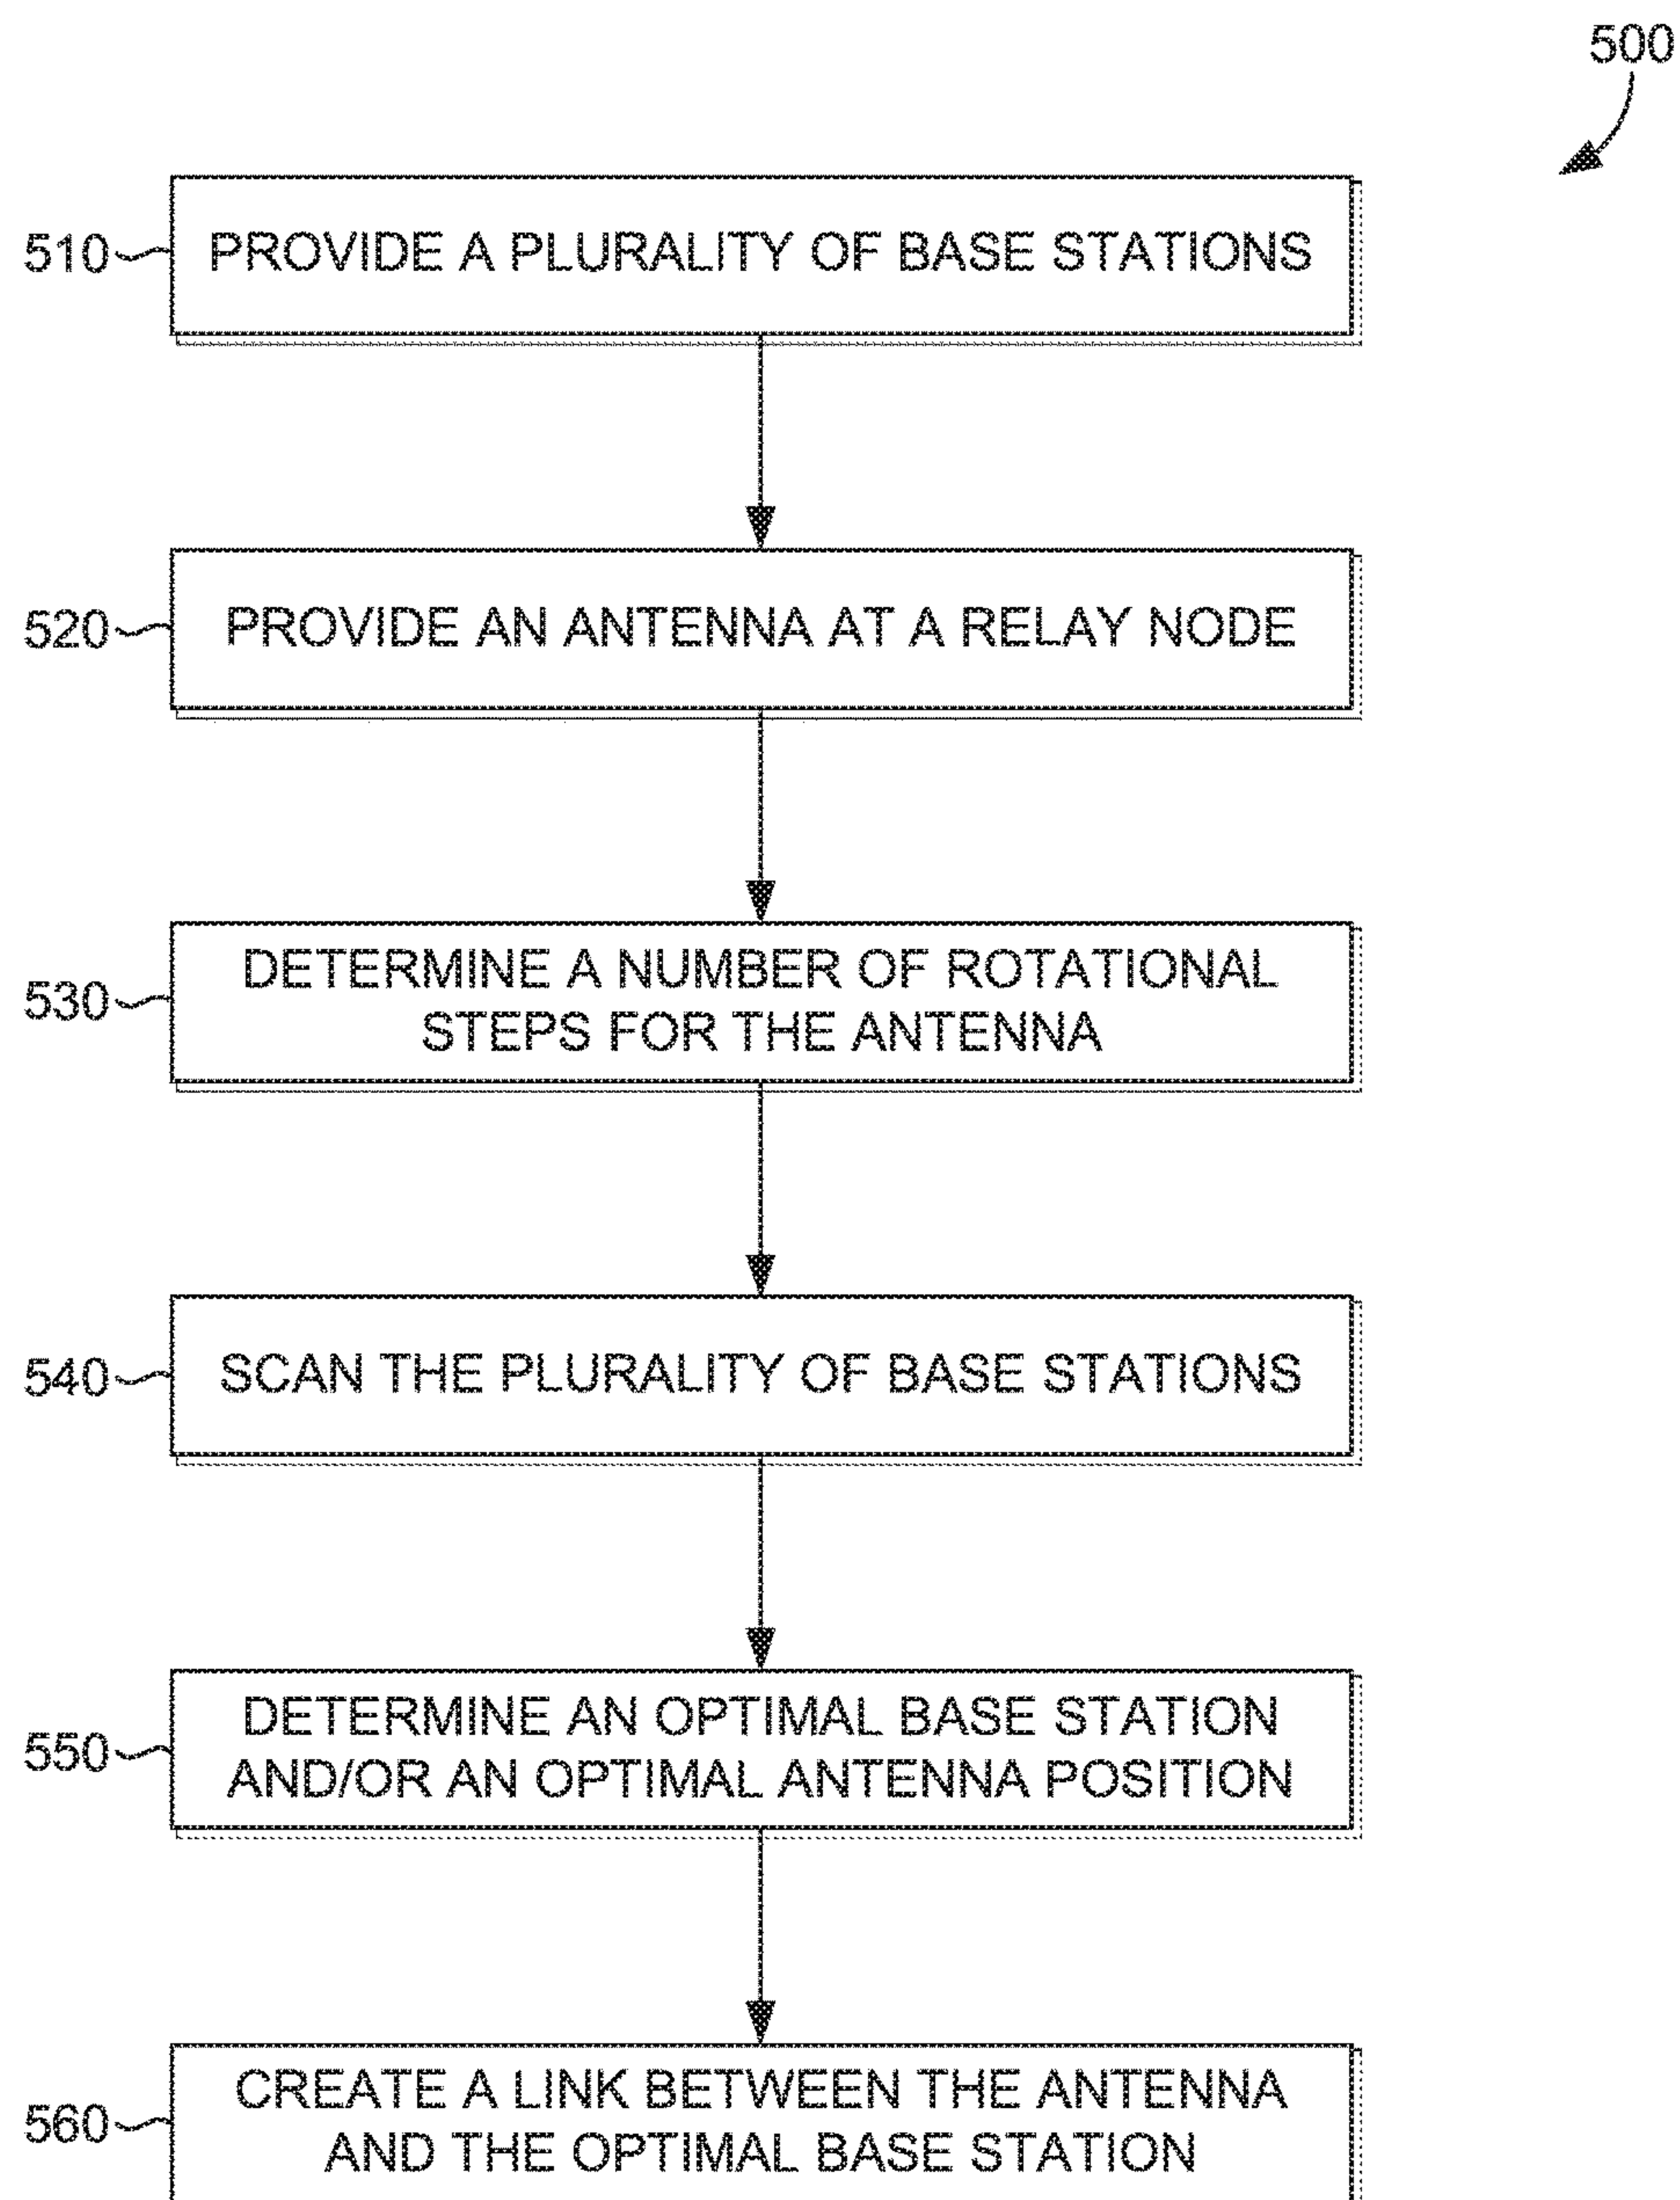 500
510
PROVIDE A PLURALITY OF BASE STATIONS
520
PROVIDE AN ANTENNA AT A RELAY NODE
530
DETERMINE A NUMBER OF ROTATIONAL
STEPS FOR THE ANTENNA
540
SCAN THE PLURALITY OF BASE STATIONS
550
DETERMINE AN OPTIMAL BASE STATION
AND/OR AN OPTIMAL ANTENNA POSITION
560
CREATE A LINK BETWEEN THE ANTENNA
AND THE OPTIMAL BASE STATION